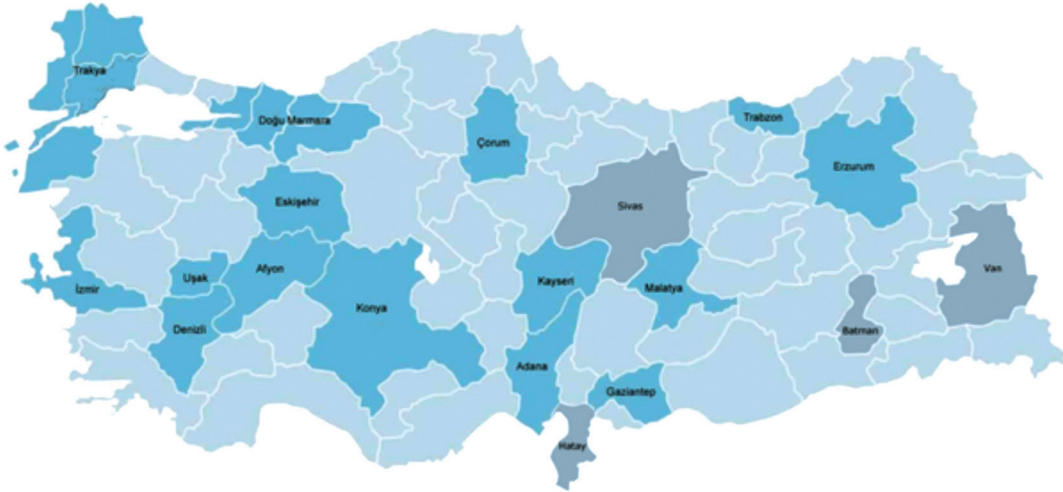 Trakya
Doğu Marmara
Trabzon
Çorum
Erzurum
Eskişehir
Sivas
Afyon
Van
Uşak
Kayseri
Malatya
İzmir
Konya
Denizli
Batman
Adana
Gaziantep
Hatay